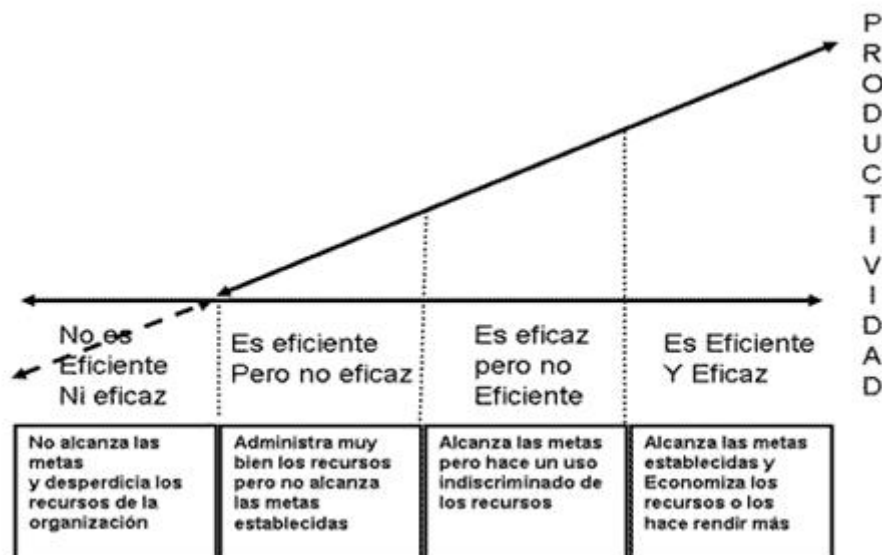 PRODUCTIVIDAD
No es
Eficiente
Ni eficaz
Es eficiente
Pero no eficaz
Es eficaz
pero no
Eficiente
Es Eficiente
Y Eficaz
No alcanza las
metas
y desperdicia los
recursos de la
organización
Administra muy
bien los recursos
pero no alcanza
las metas
establecidas
Alcanza las metas
pero hace un uso
indiscriminado de
los recursos
Alcanza las metas
establecidas y
Economiza los
recursos o los
hace rendir más